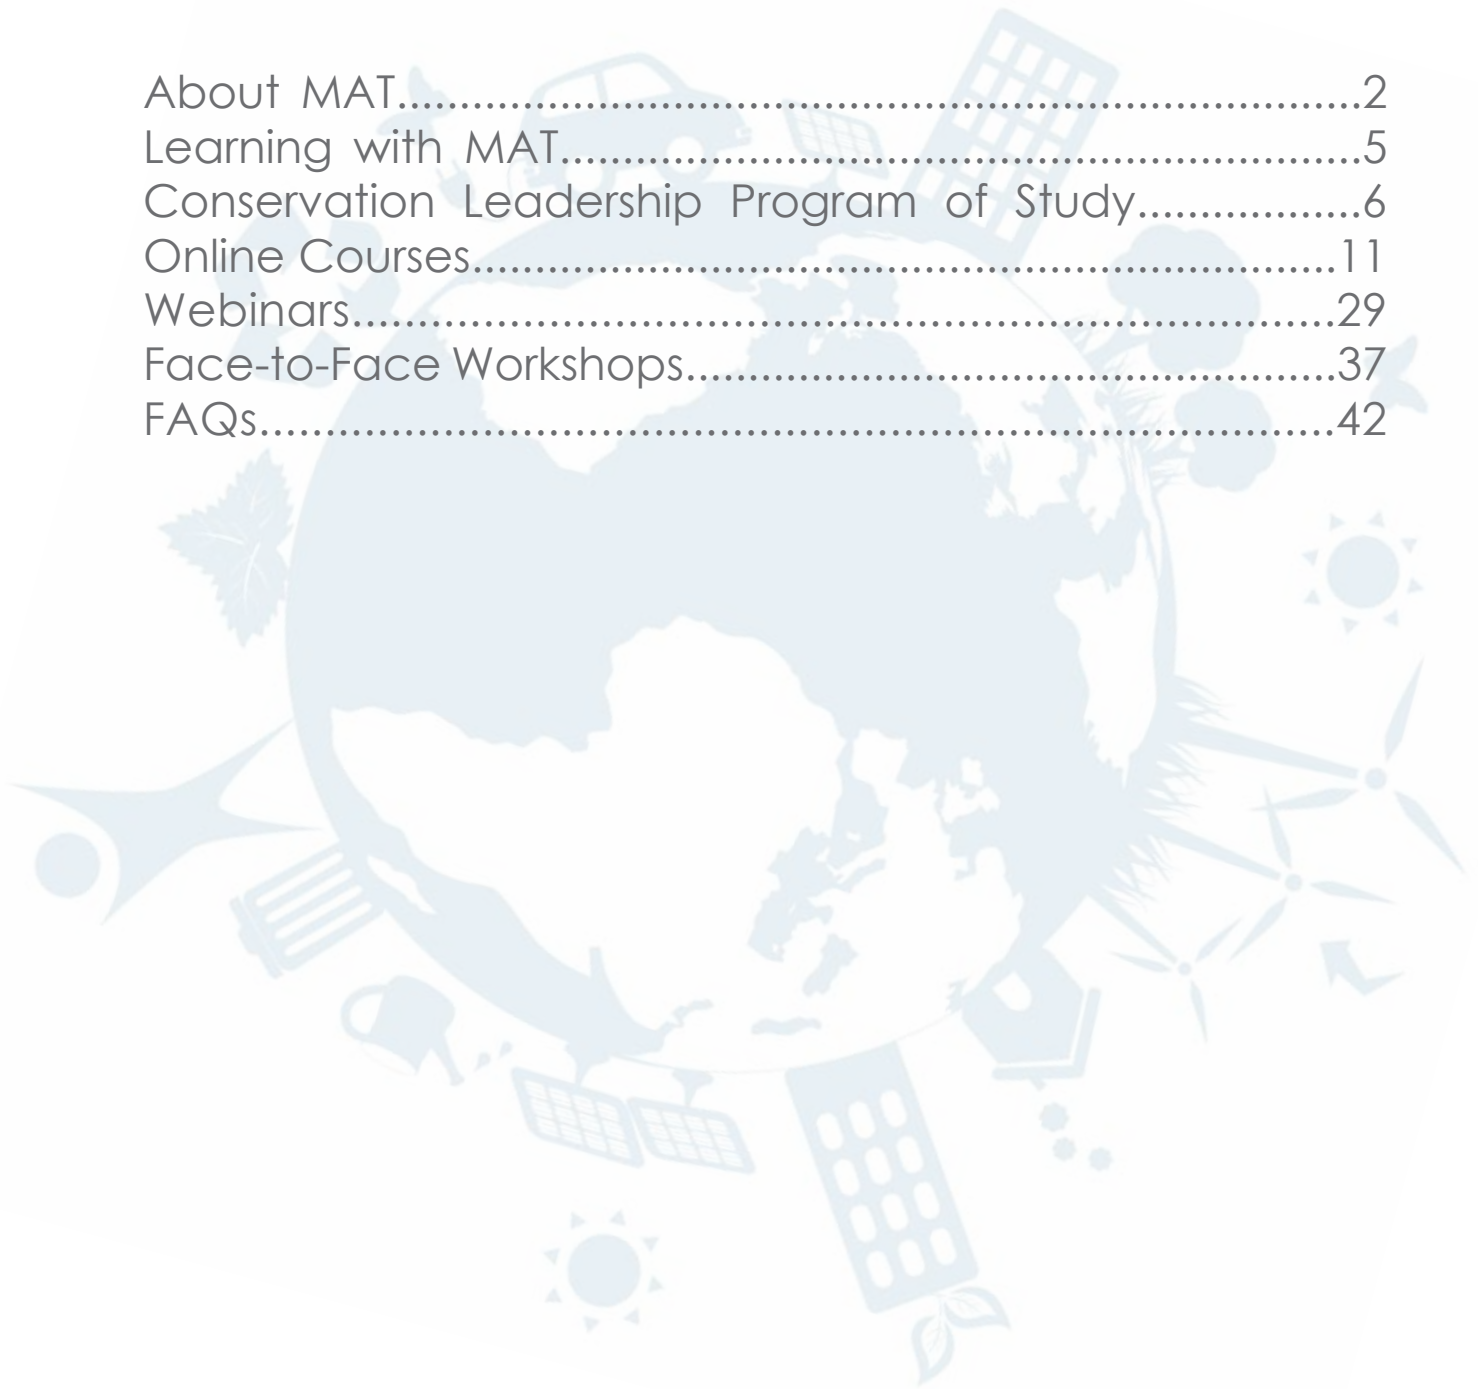 About MAT..............................................................................2
Learning with MAT.................................................................5
Conservation Leadership Program of Study..................6
Online Courses......................................................................11
Webinars................................................................................29
Face-to-Face Workshops.....................................................37
FAQs.......................................................................................42